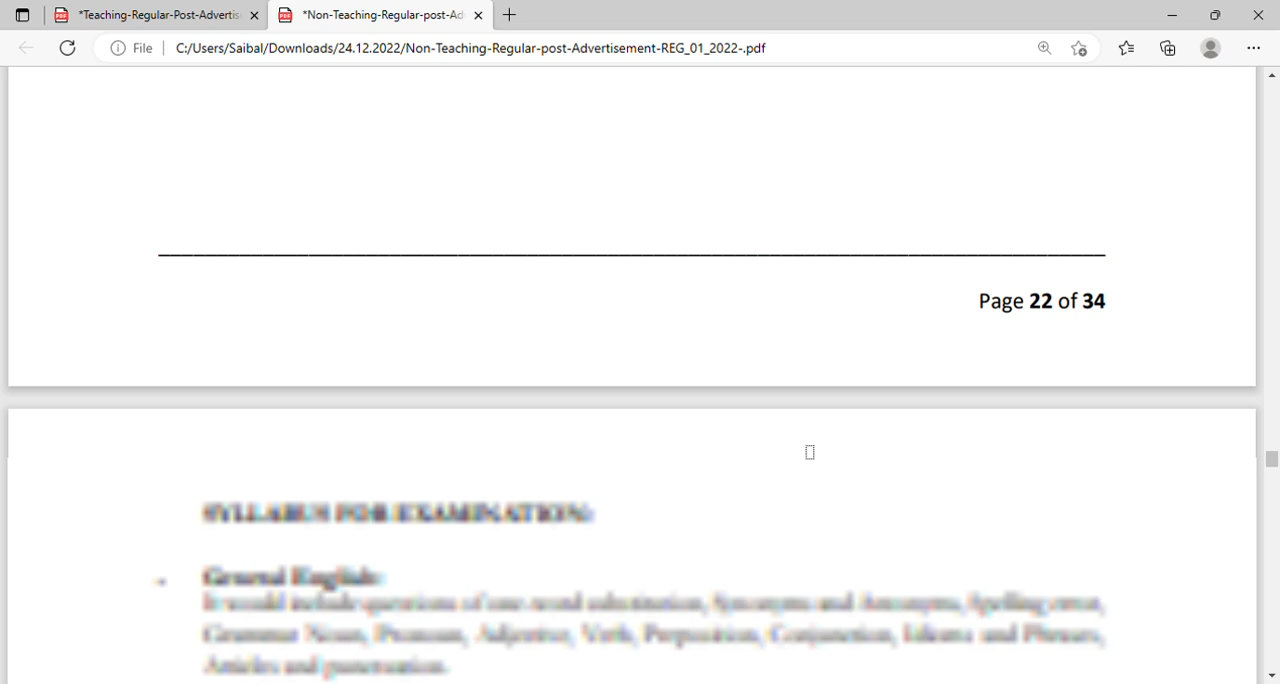 *Teaching-Regular-Post-Advertis
*Non-Teaching-Regular-post-Ad
File
C:/Users/Saibal/Downloads/24.12.2022/Non-Teaching-Regular-post-Advertisement-REG_01_2022-.pdf
Page 22 of 34
SYLLABUS FOR EXAMINATION:
General English:
It would include questions of one word substitution, Synonyms and Antonyms, Spelling error,
Grammar Noun, Pronoun, Adjective, Verb, Preposition, Conjunction, Idioms and Phrases,
Articles and punctuation.